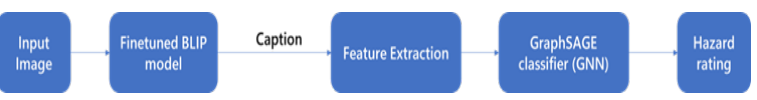 Input
Image
Finetuned BLIP
model
Caption
Feature Extraction
GraphSAGE
classifier (GNN)
Hazard
rating